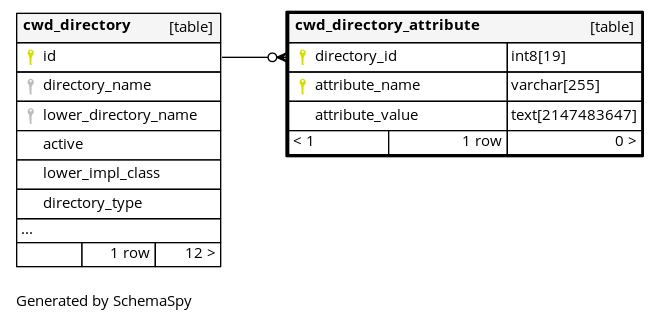 cwd_directory [table]
id
directory_name
lower_directory_name
active
lower_impl_class
directory_type
...
1 row 12 >
cwd_directory_attribute [table]
directory_id int8[19]
attribute_name varchar[255]
attribute_value text[2147483647]
< 1 1 row 0 >
Generated by SchemaSpy